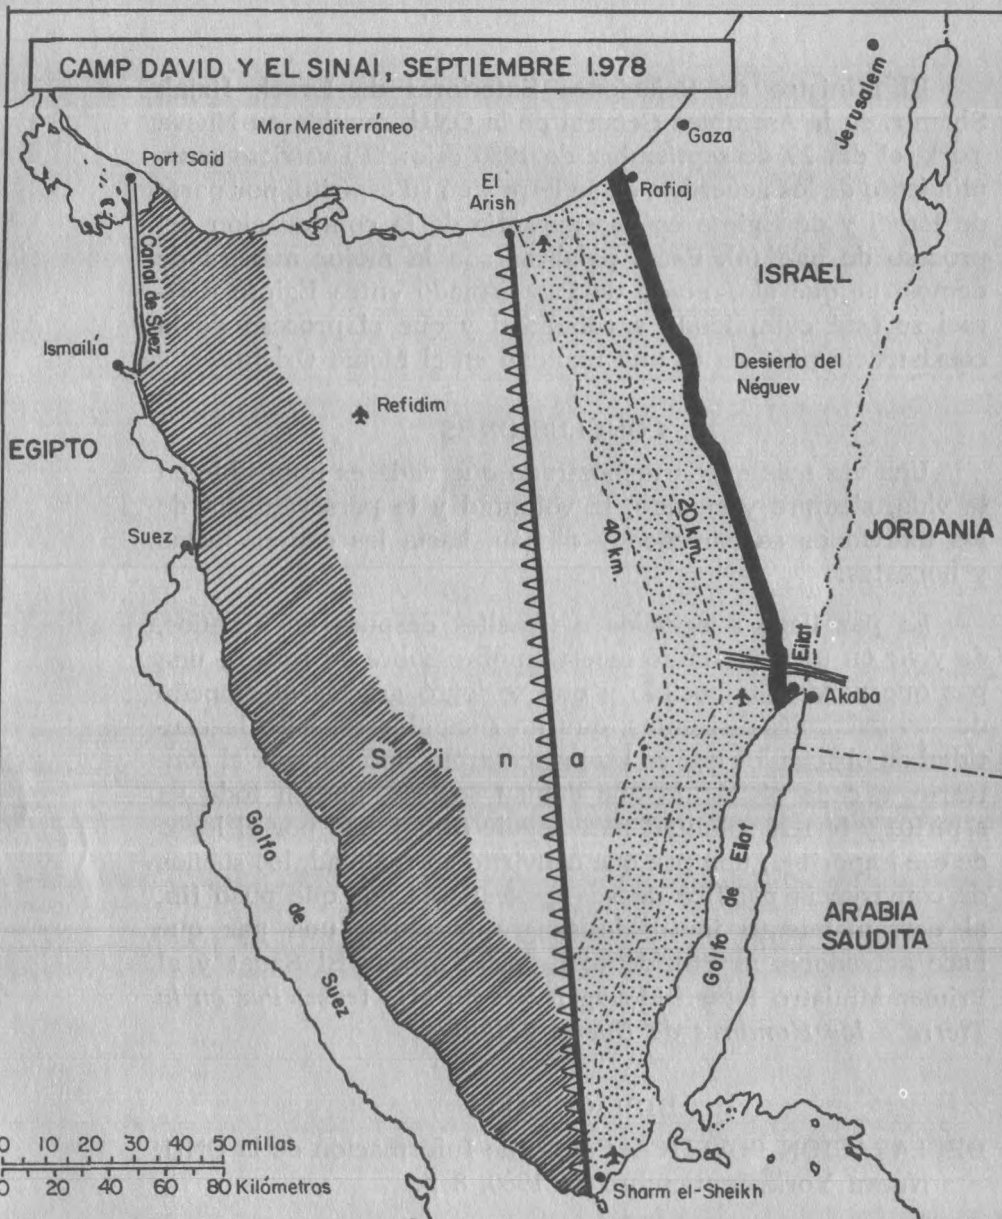 CAMP DAVID Y EL SINAI, SEPTIEMBRE 1.978
Mar Mediterráneo
Port Said
El
Arish
Gaza
Rafiaj
Jerusalem
Canal de Suez
ISRAEL
Ismailía
Refidim
Desierto del
Néguev
EGIPTO
Suez
40 km.
20 km.
JORDANIA
Eilat
Akaba
S i n a
Golfo de Suez
Golfo de Eilat
ARABIA
SAUDITA
0 10 20 30 40 50 millas
0 20 40 60 80 Kilómetros
Sharm el-Sheikh